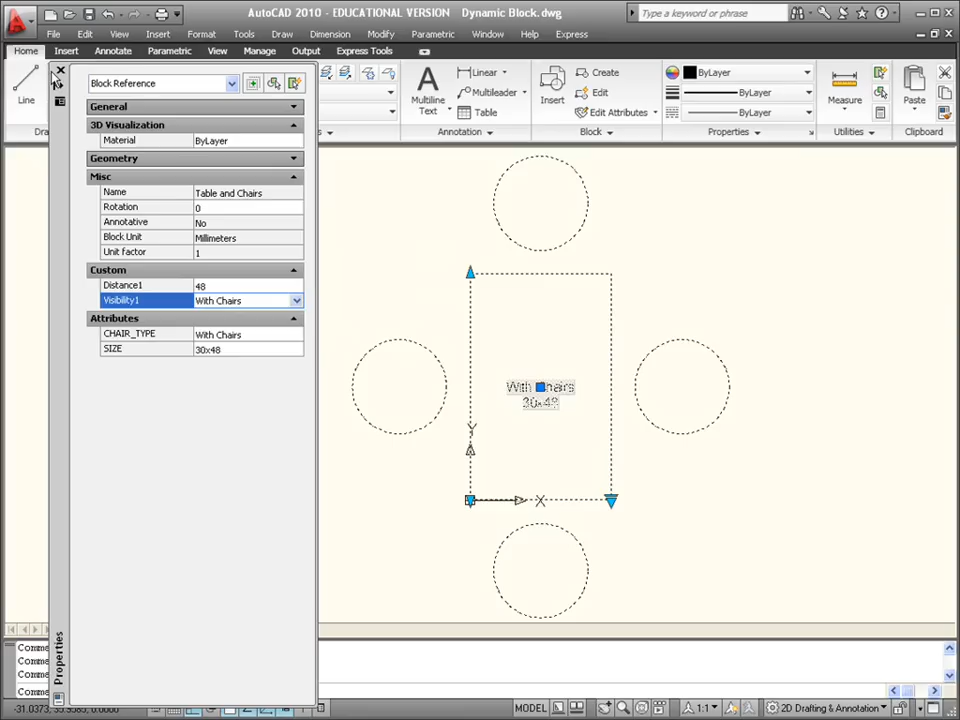 AutoCAD 2010 - EDUCATIONAL VERSION Dynamic Block.dwg
Type a keyword or phrase
File Edit View Insert Format Tools Draw Dimension Modify Parametric Window Help Express
Home Insert Annotate Parametric View Manage Output Express Tools
Line
Multiline Text
Linear
Multileader
Table
Insert
Create
Edit
Edit Attributes
ByLayer
ByLayer
ByLayer
Measure
Paste
Annotation Block Properties Utilities Clipboard
Block Reference
General
3D Visualization
Material ByLayer
Geometry
Misc
Name Table and Chairs
Rotation 0
Annotative No
Block Unit Millimeters
Unit factor 1
Custom
Distance1 48
Visibility1 With Chairs
Attributes
CHAIR_TYPE With Chairs
SIZE 30x48
Properties
With Chairs
30x48
Y
X
MODEL
1:1
2D Drafting & Annotation